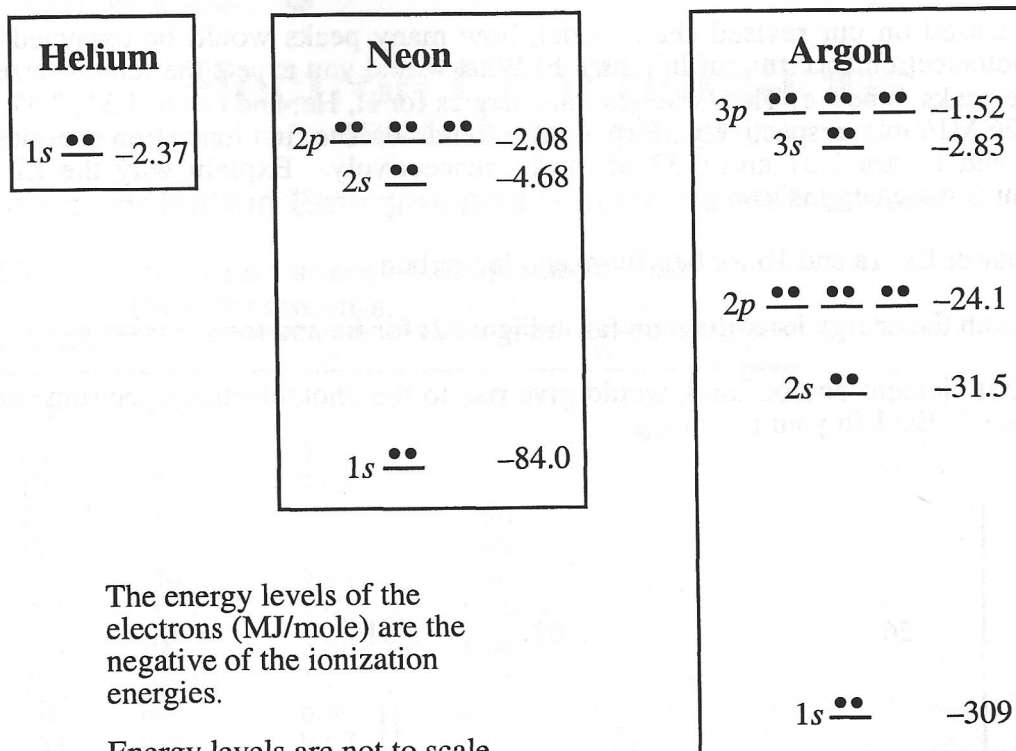 Helium
1s –2.37
Neon
2p –2.08
2s –4.68
1s –84.0
Argon
3p –1.52
3s –2.83
2p –24.1
2s –31.5
1s –309
The energy levels of the
electrons (MJ/mole) are the
negative of the ionization
energies.
Energy levels are not to scale